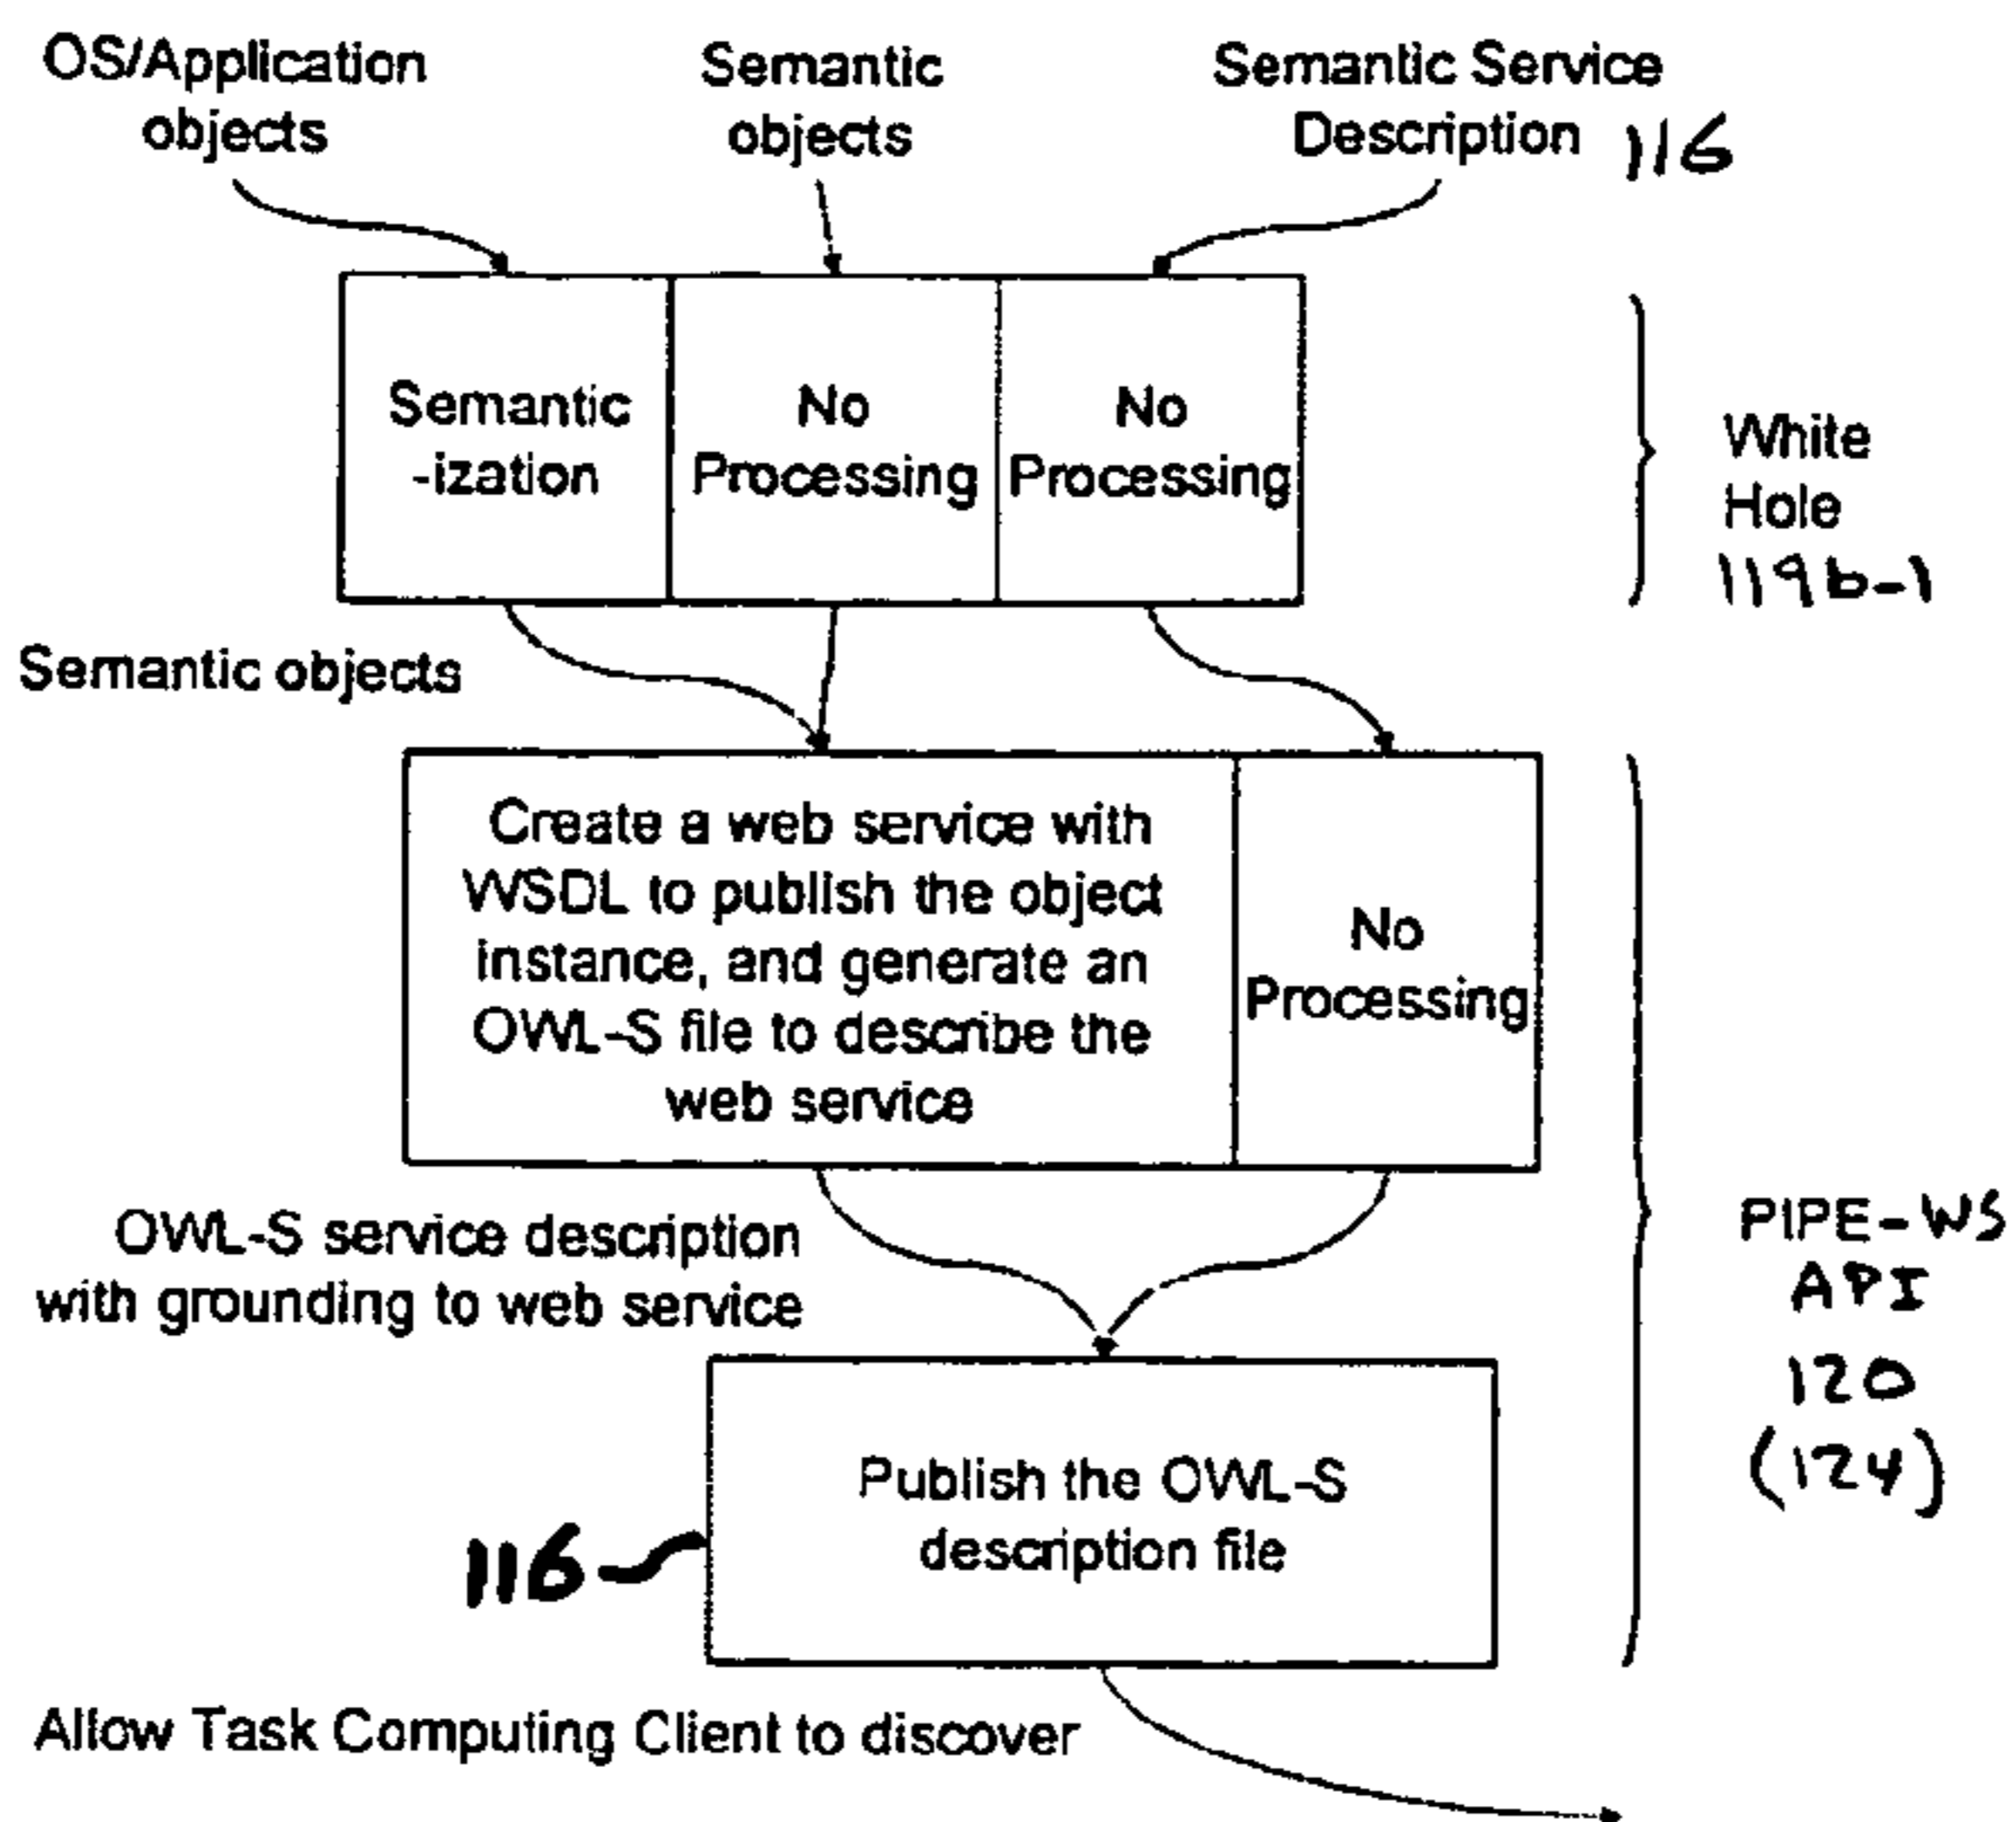 OS/Application
objects
Semantic
objects
Semantic Service
Description 116
Semantic
-ization
No
Processing
No
Processing
White
Hole
119b-1
Semantic objects
Create a web service with
WSDL to publish the object
instance, and generate an
OWL-S file to describe the
web service
No
Processing
OWL-S service description
with grounding to web service
PIPE-WS
API
120
(124)
Publish the OWL-S
description file
116
Allow Task Computing Client to discover